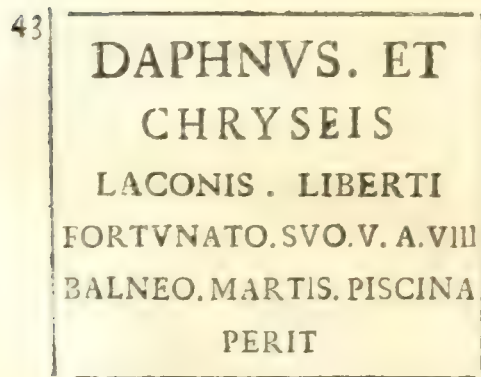 43
DAPHNVS. ET
CHRYSEIS
LACONIS. LIBERTI
FORTVNATO. SVO. V. A. VIII
BALNEO. MARTIS. PISCINA
PERIT